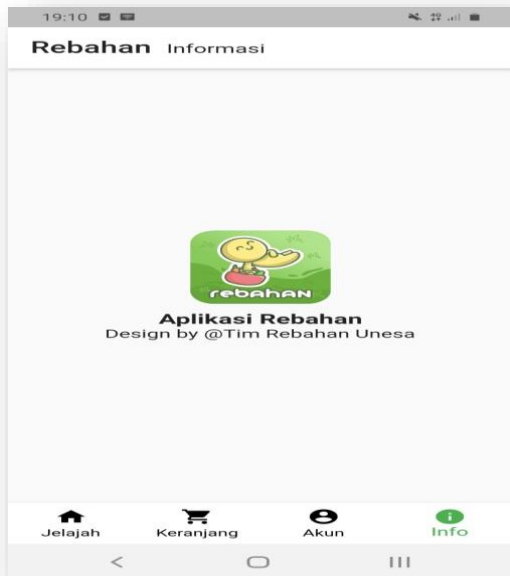 19:10
Rebahan Informasi
rebahan
Aplikasi Rebahan
Design by @Tim Rebahan Unesa
Jelajah Keranjang Akun Info